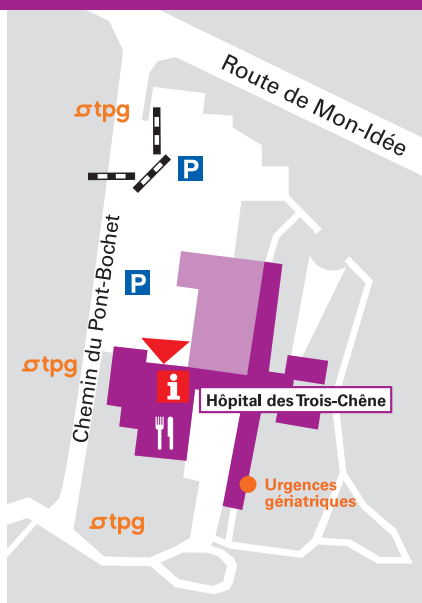 Route de Mon-Idée
tpg
P
Chemin du Pont-Bochet
P
tpg
i
Hôpital des Trois-Chêne
Urgences
gériatriques
tpg